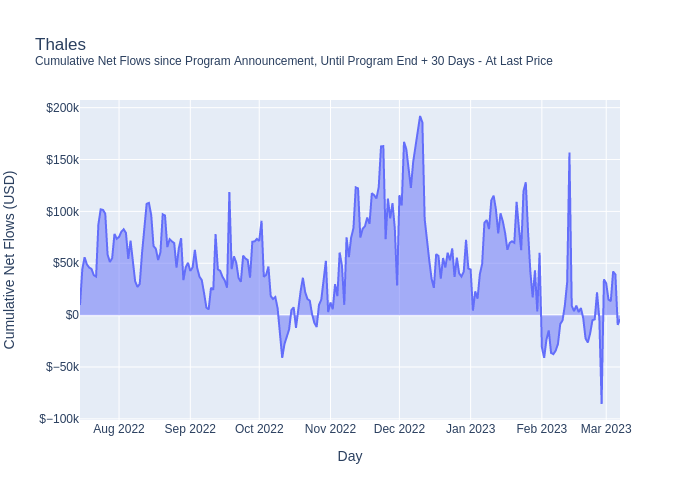 Thales
Cumulative Net Flows since Program Announcement, Until Program End + 30 Days - At Last Price
Cumulative Net Flows (USD)
$200k
$150k
$100k
$50k
$0
$−50k
$−100k
Aug 2022
Sep 2022
Oct 2022
Nov 2022
Dec 2022
Jan 2023
Feb 2023
Mar 2023
Day